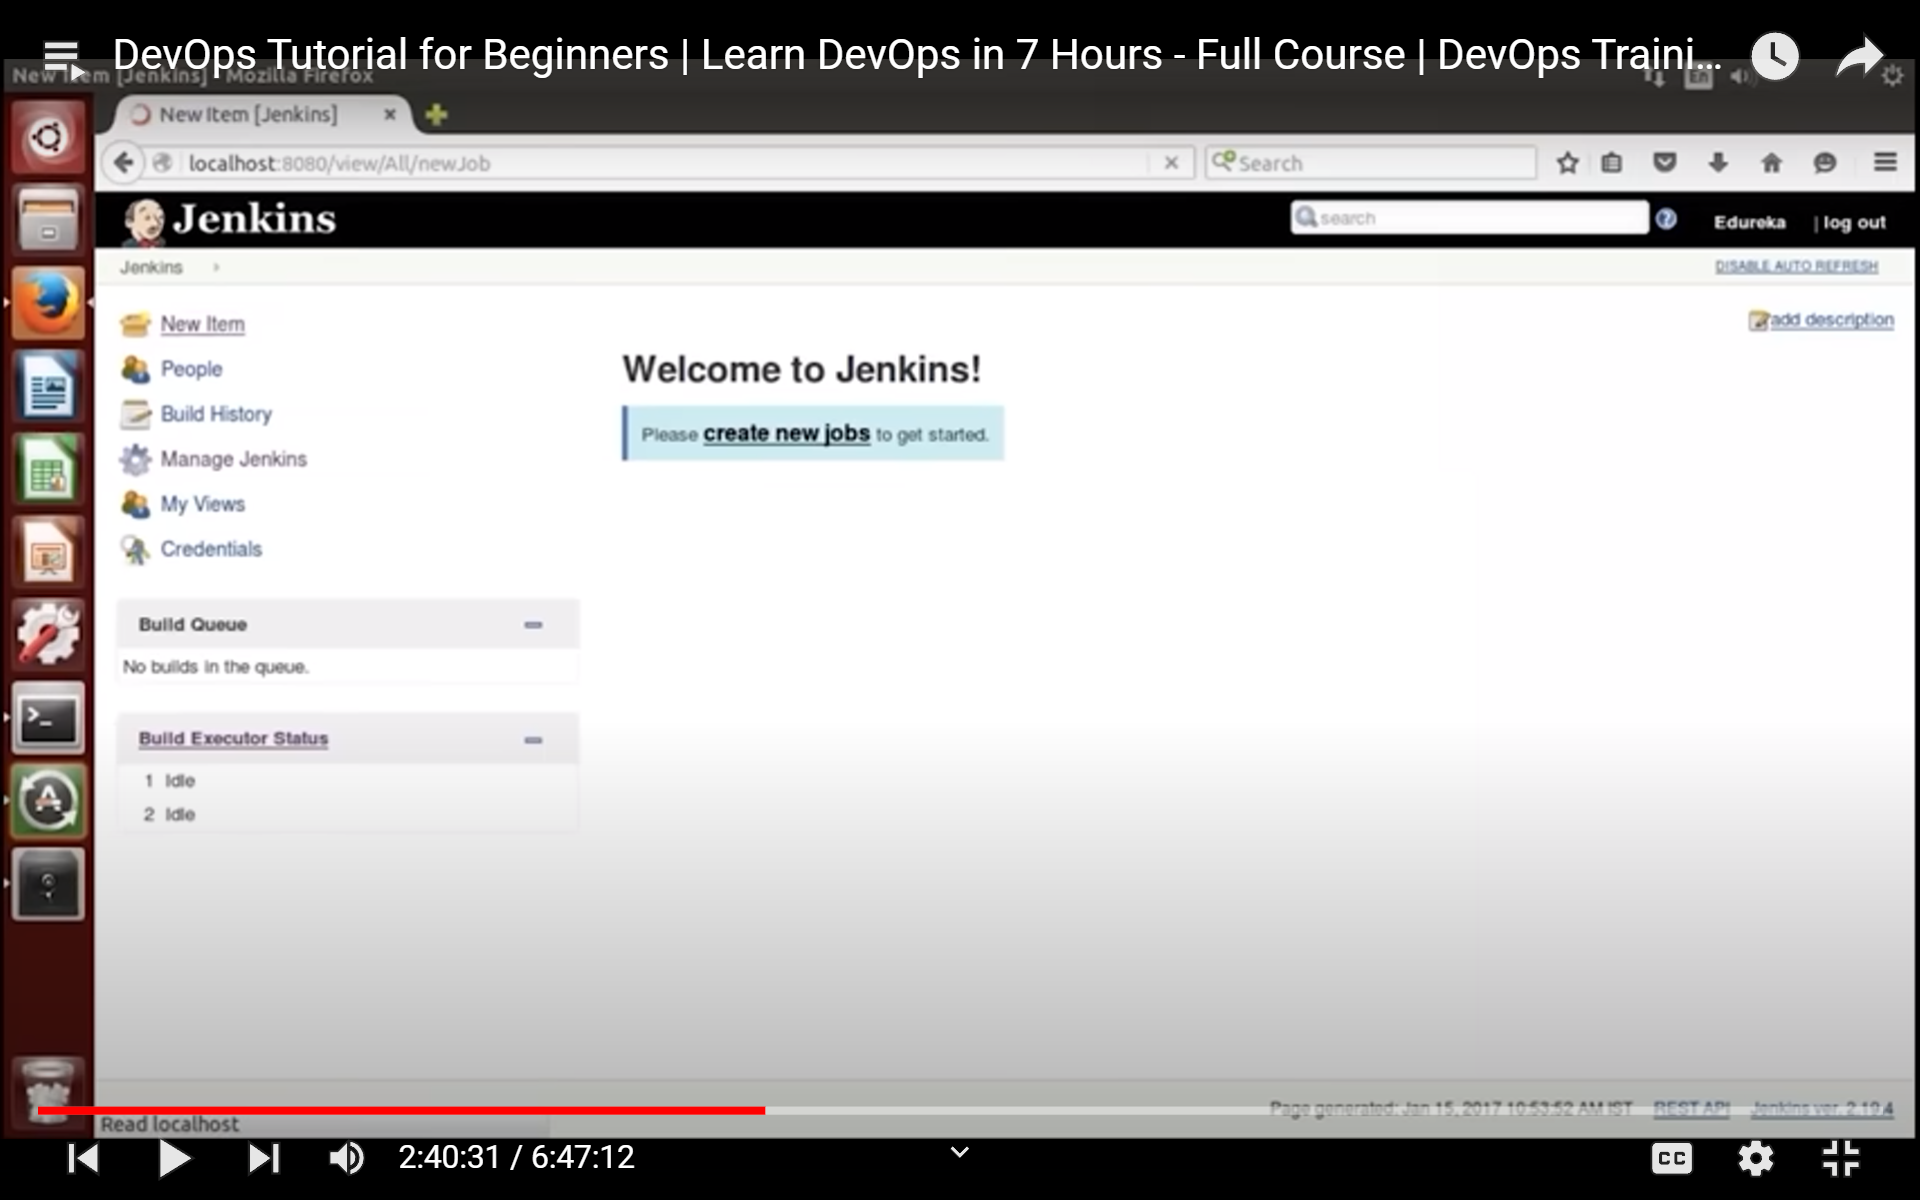 DevOps Tutorial for Beginners | Learn DevOps in 7 Hours - Full Course | DevOps Traini...
New Item [Jenkins] - Mozilla Firefox
En
New Item [Jenkins]
localhost:8080/view/All/newJob
Search
Jenkins
search
Edureka | log out
Jenkins
DISABLE AUTO REFRESH
New Item
add description
People
Build History
Manage Jenkins
My Views
Credentials
Welcome to Jenkins!
Please create new jobs to get started.
Build Queue
No builds in the queue.
Build Executor Status
1 Idle
2 Idle
Page generated: Jan 15, 2017 10:53:52 AM IST REST API Jenkins ver. 2.19.4
Read localhost
2:40:31 / 6:47:12
CC